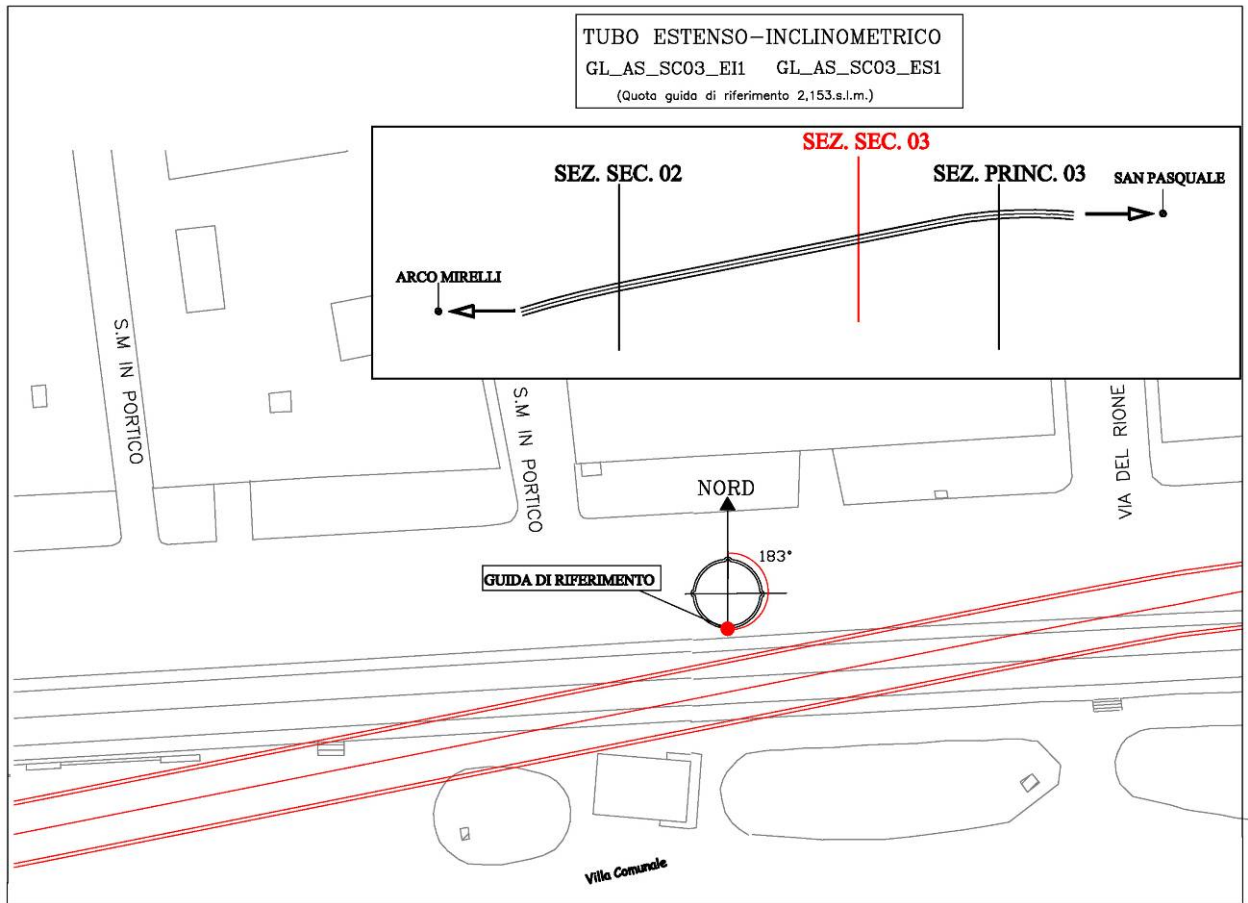 TUBO ESTENSO-INCLINOMETRICO
GL_AS_SC03_EI1 GL_AS_SC03_ES1
(Quota guida di riferimento 2,153.s.l.m.)
SEZ. SEC. 03
SEZ. SEC. 02
SEZ. PRINC. 03
SAN PASQUALE
ARCO MIRELLI
S.M IN PORTICO
S.M IN PORTICO
VIA DEL RIONE
NORD
183°
GUIDA DI RIFERIMENTO
Villa Comunale